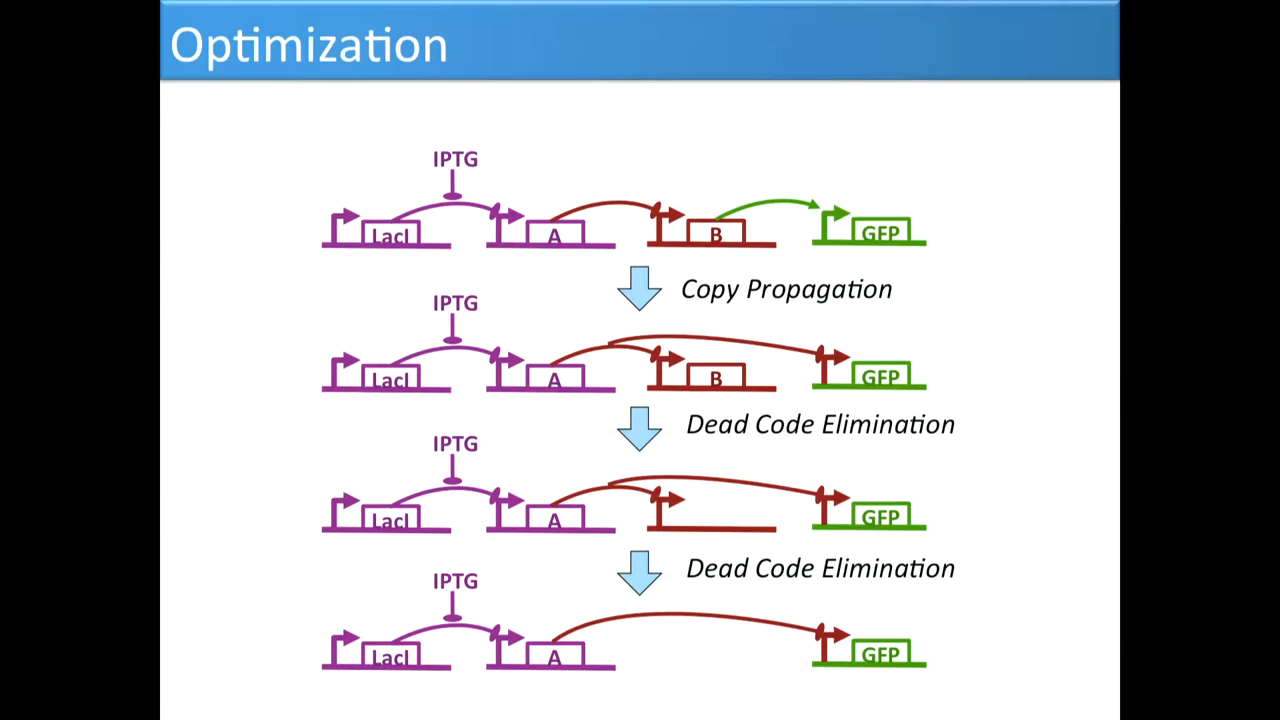 Optimization
IPTG
LacI A B GFP
Copy Propagation
IPTG
LacI A B GFP
Dead Code Elimination
IPTG
LacI A GFP
Dead Code Elimination
IPTG
LacI A GFP